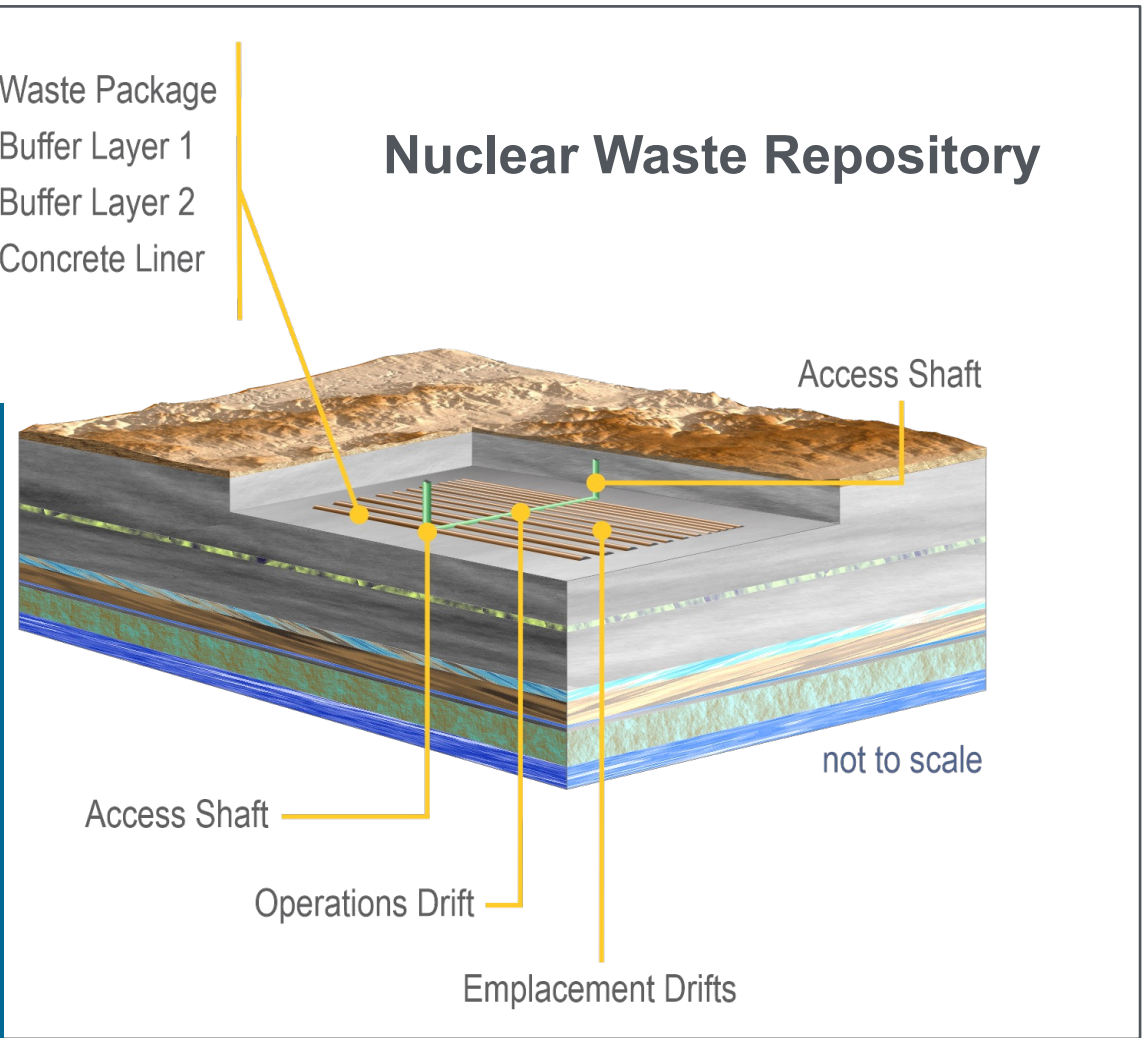 Waste Package
Buffer Layer 1
Buffer Layer 2
Concrete Liner
Nuclear Waste Repository
Access Shaft
not to scale
Access Shaft
Operations Drift
Emplacement Drifts